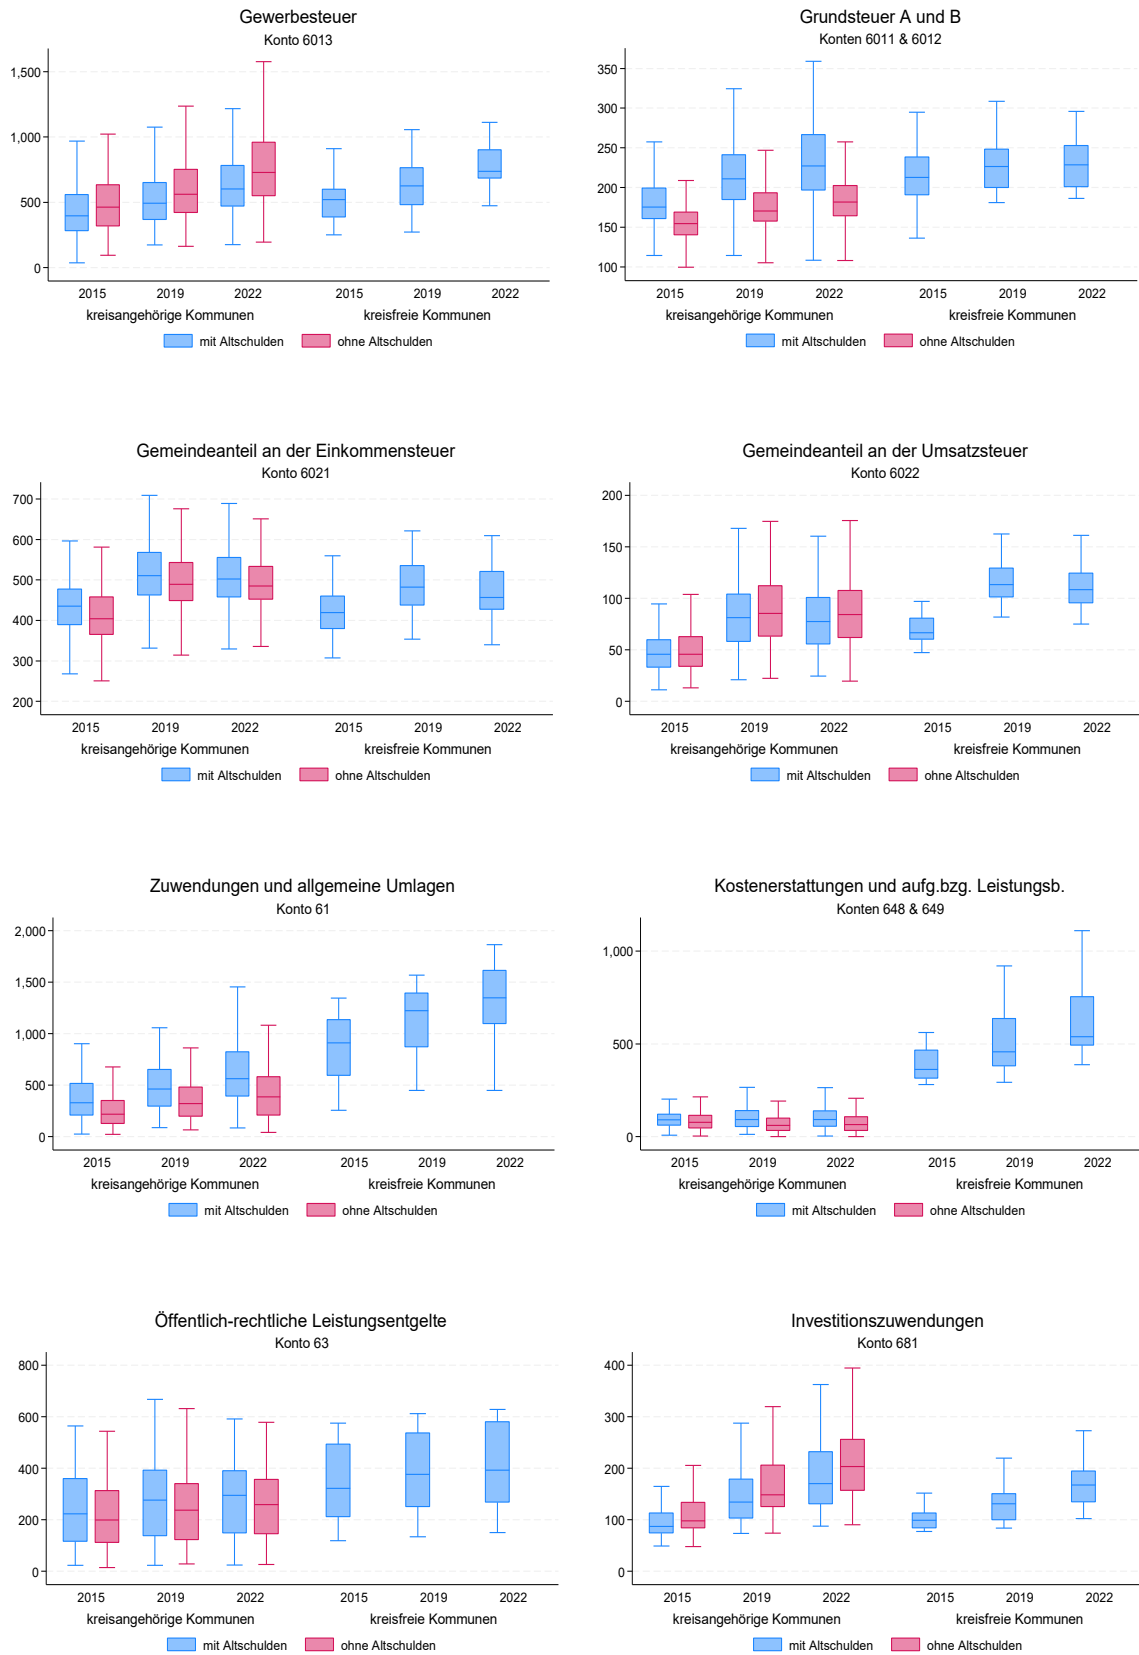 Gewerbesteuer
Konto 6013
1,500
1,000
500
0
2015 2019 2022 2015 2019 2022
kreisangehörige Kommunen kreisfreie Kommunen
mit Altschulden ohne Altschulden
Grundsteuer A und B
Konten 6011 & 6012
350
300
250
200
150
100
2015 2019 2022 2015 2019 2022
kreisangehörige Kommunen kreisfreie Kommunen
mit Altschulden ohne Altschulden
Gemeindeanteil an der Einkommensteuer
Konto 6021
700
600
500
400
300
200
2015 2019 2022 2015 2019 2022
kreisangehörige Kommunen kreisfreie Kommunen
mit Altschulden ohne Altschulden
Gemeindeanteil an der Umsatzsteuer
Konto 6022
200
150
100
50
0
2015 2019 2022 2015 2019 2022
kreisangehörige Kommunen kreisfreie Kommunen
mit Altschulden ohne Altschulden
Zuwendungen und allgemeine Umlagen
Konto 61
2,000
1,500
1,000
500
0
2015 2019 2022 2015 2019 2022
kreisangehörige Kommunen kreisfreie Kommunen
mit Altschulden ohne Altschulden
Kostenerstattungen und aufg.bzg. Leistungsb.
Konten 648 & 649
1,000
500
0
2015 2019 2022 2015 2019 2022
kreisangehörige Kommunen kreisfreie Kommunen
mit Altschulden ohne Altschulden
Öffentlich-rechtliche Leistungsentgelte
Konto 63
800
600
400
200
0
2015 2019 2022 2015 2019 2022
kreisangehörige Kommunen kreisfreie Kommunen
mit Altschulden ohne Altschulden
Investitionszuwendungen
Konto 681
400
300
200
100
0
2015 2019 2022 2015 2019 2022
kreisangehörige Kommunen kreisfreie Kommunen
mit Altschulden ohne Altschulden